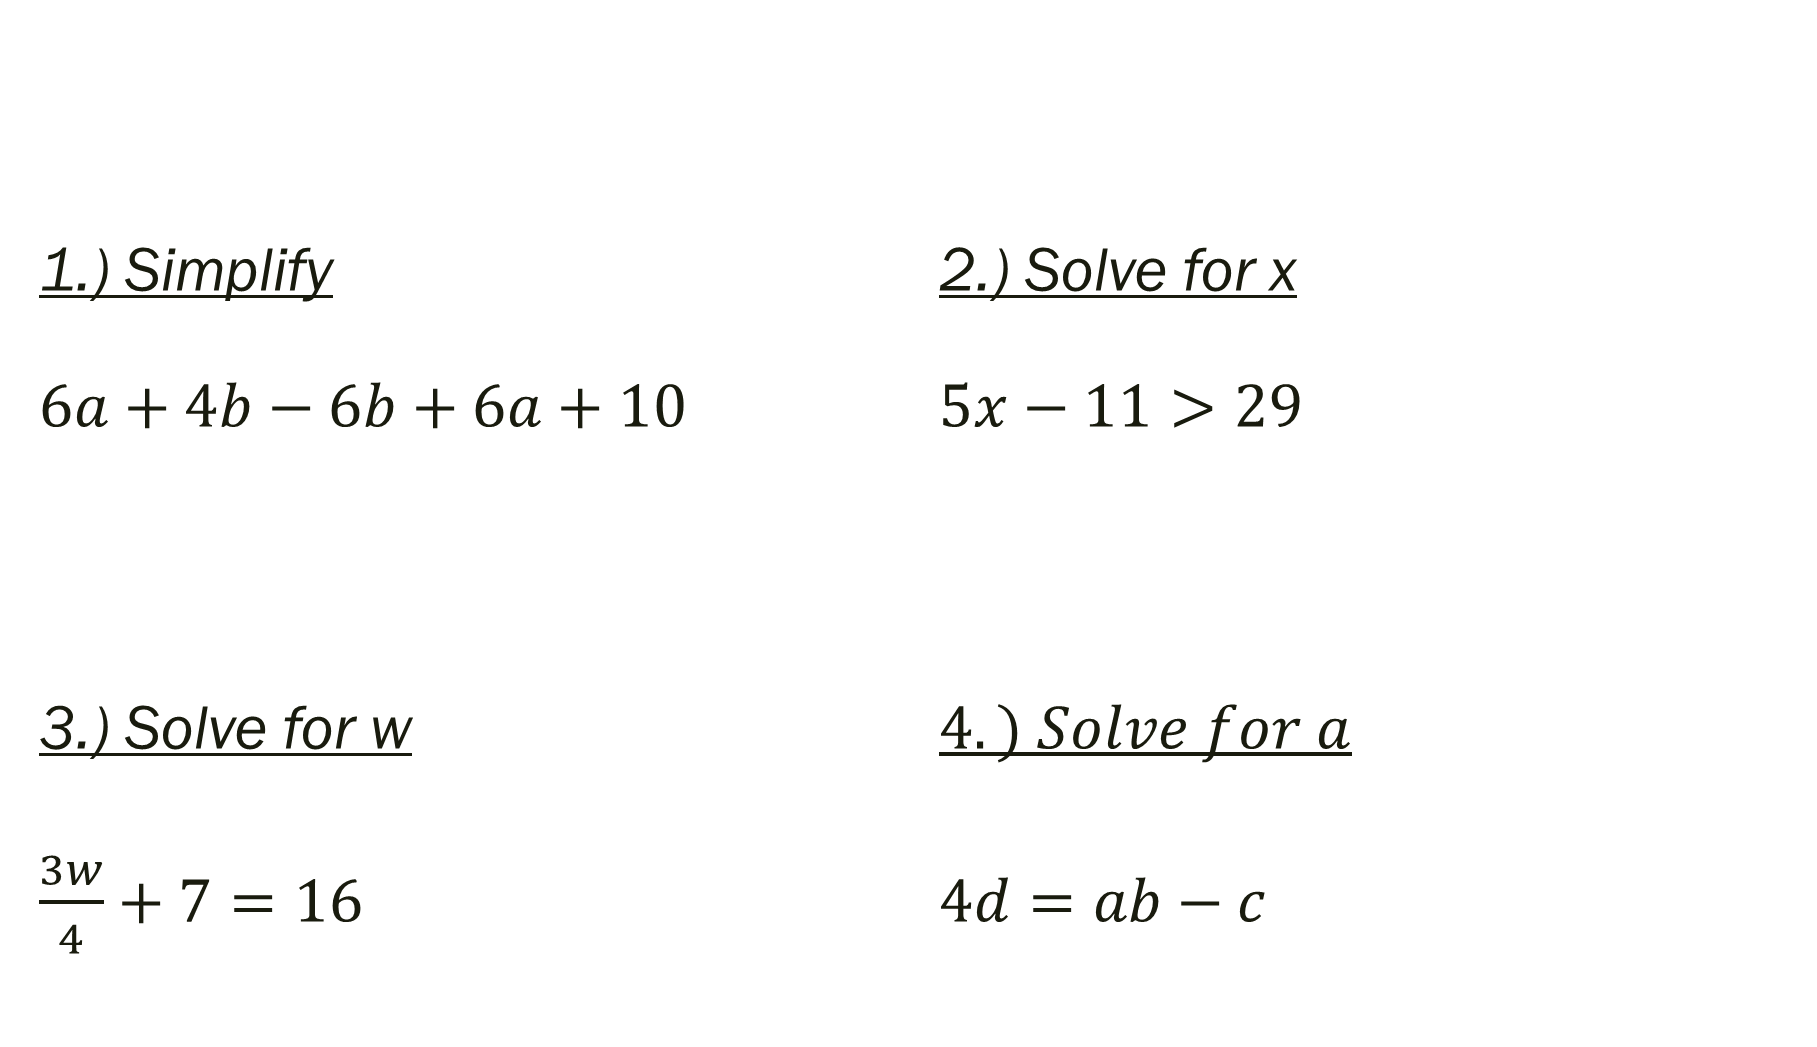 1.) Simplify
6a + 4b − 6b + 6a + 10
2.) Solve for x
5x − 11 > 29
3.) Solve for w
3w/4 + 7 = 16
4.) Solve for a
4d = ab − c